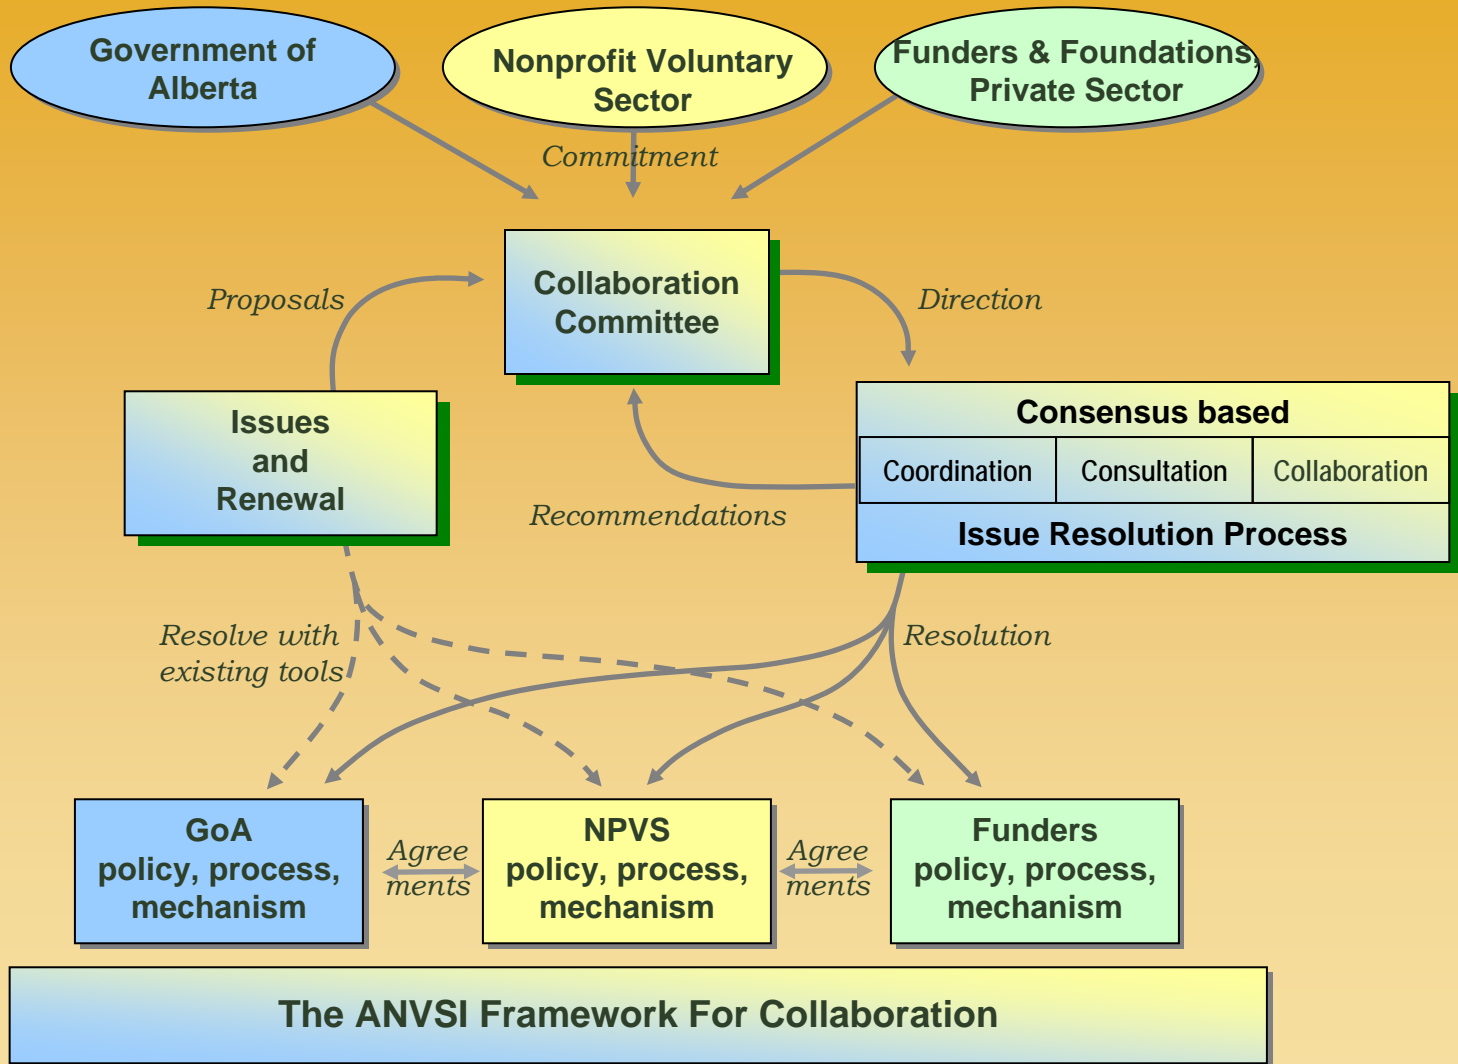 Government of
Alberta
Nonprofit Voluntary
Sector
Funders & Foundations,
Private Sector
Commitment
Collaboration
Committee
Proposals
Direction
Issues
and
Renewal
Consensus based
Coordination
Consultation
Collaboration
Issue Resolution Process
Recommendations
Resolve with
existing tools
Resolution
GoA
policy, process,
mechanism
Agree
ments
NPVS
policy, process,
mechanism
Agree
ments
Funders
policy, process,
mechanism
The ANVSI Framework For Collaboration